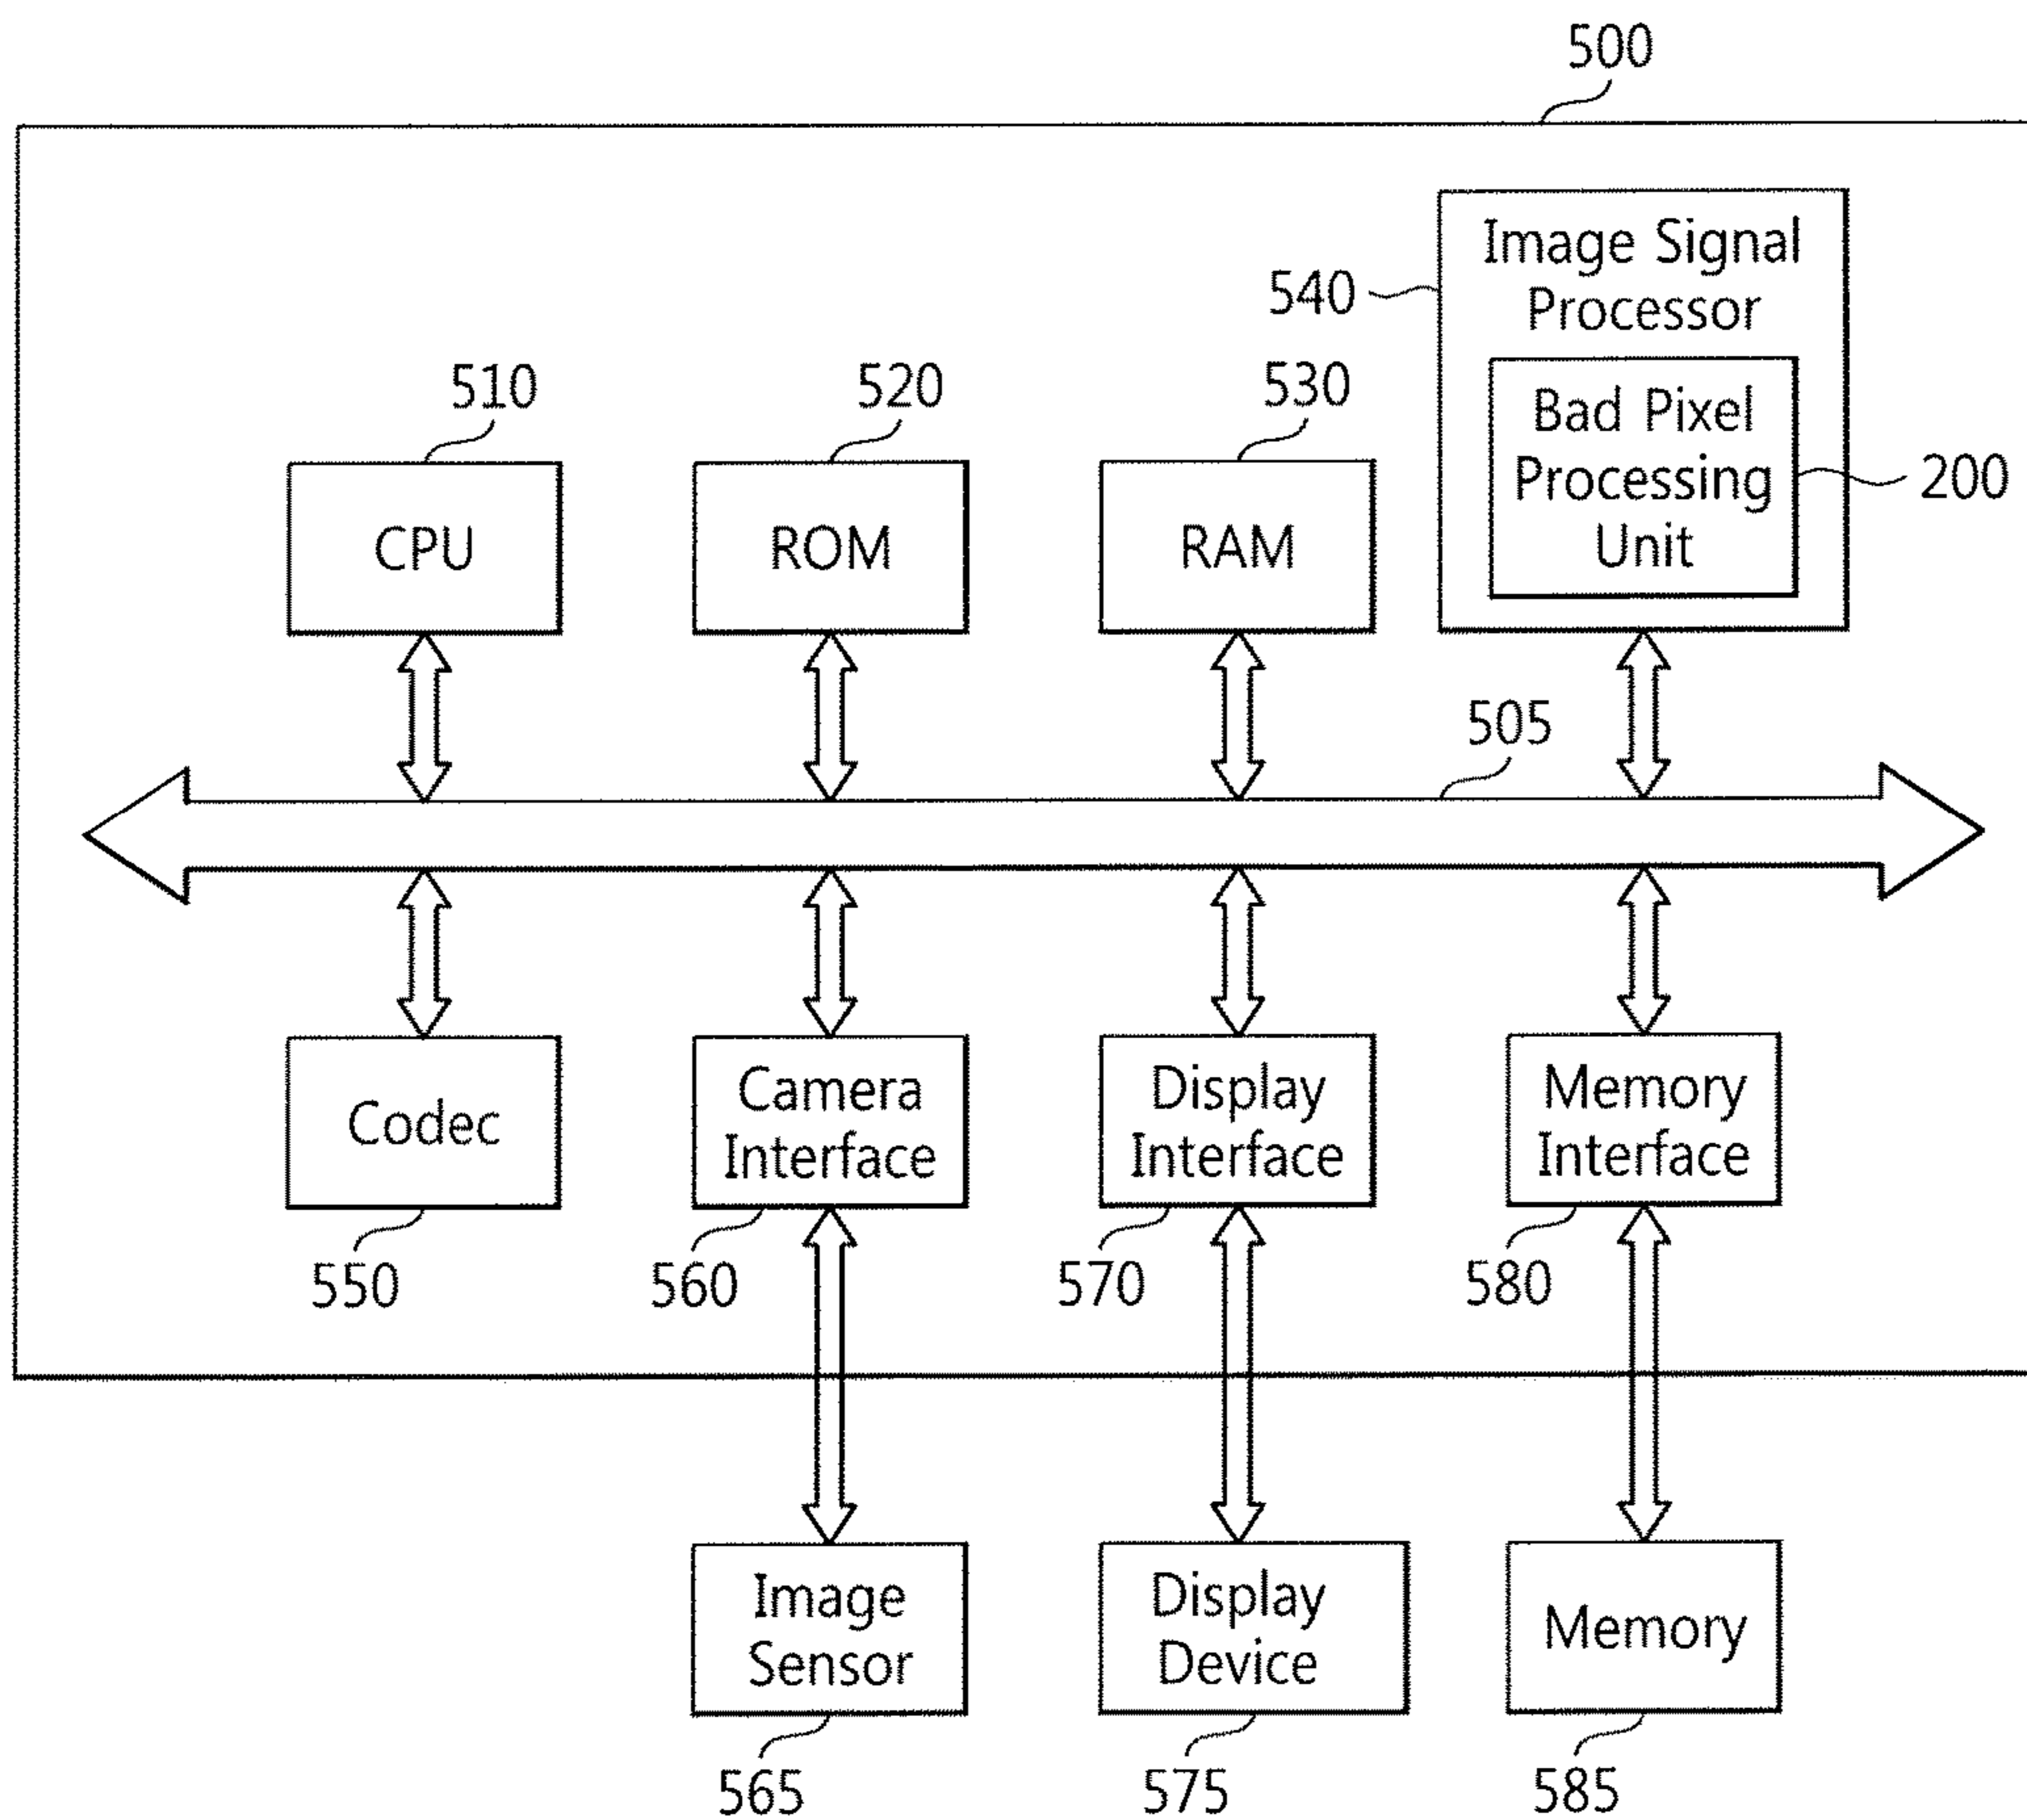 500
Image Signal
Processor
540
510
520
530
Bad Pixel
Processing
Unit
200
CPU
ROM
RAM
505
Codec
Camera
Interface
Display
Interface
Memory
Interface
550
560
570
580
Image
Sensor
Display
Device
Memory
565
575
585